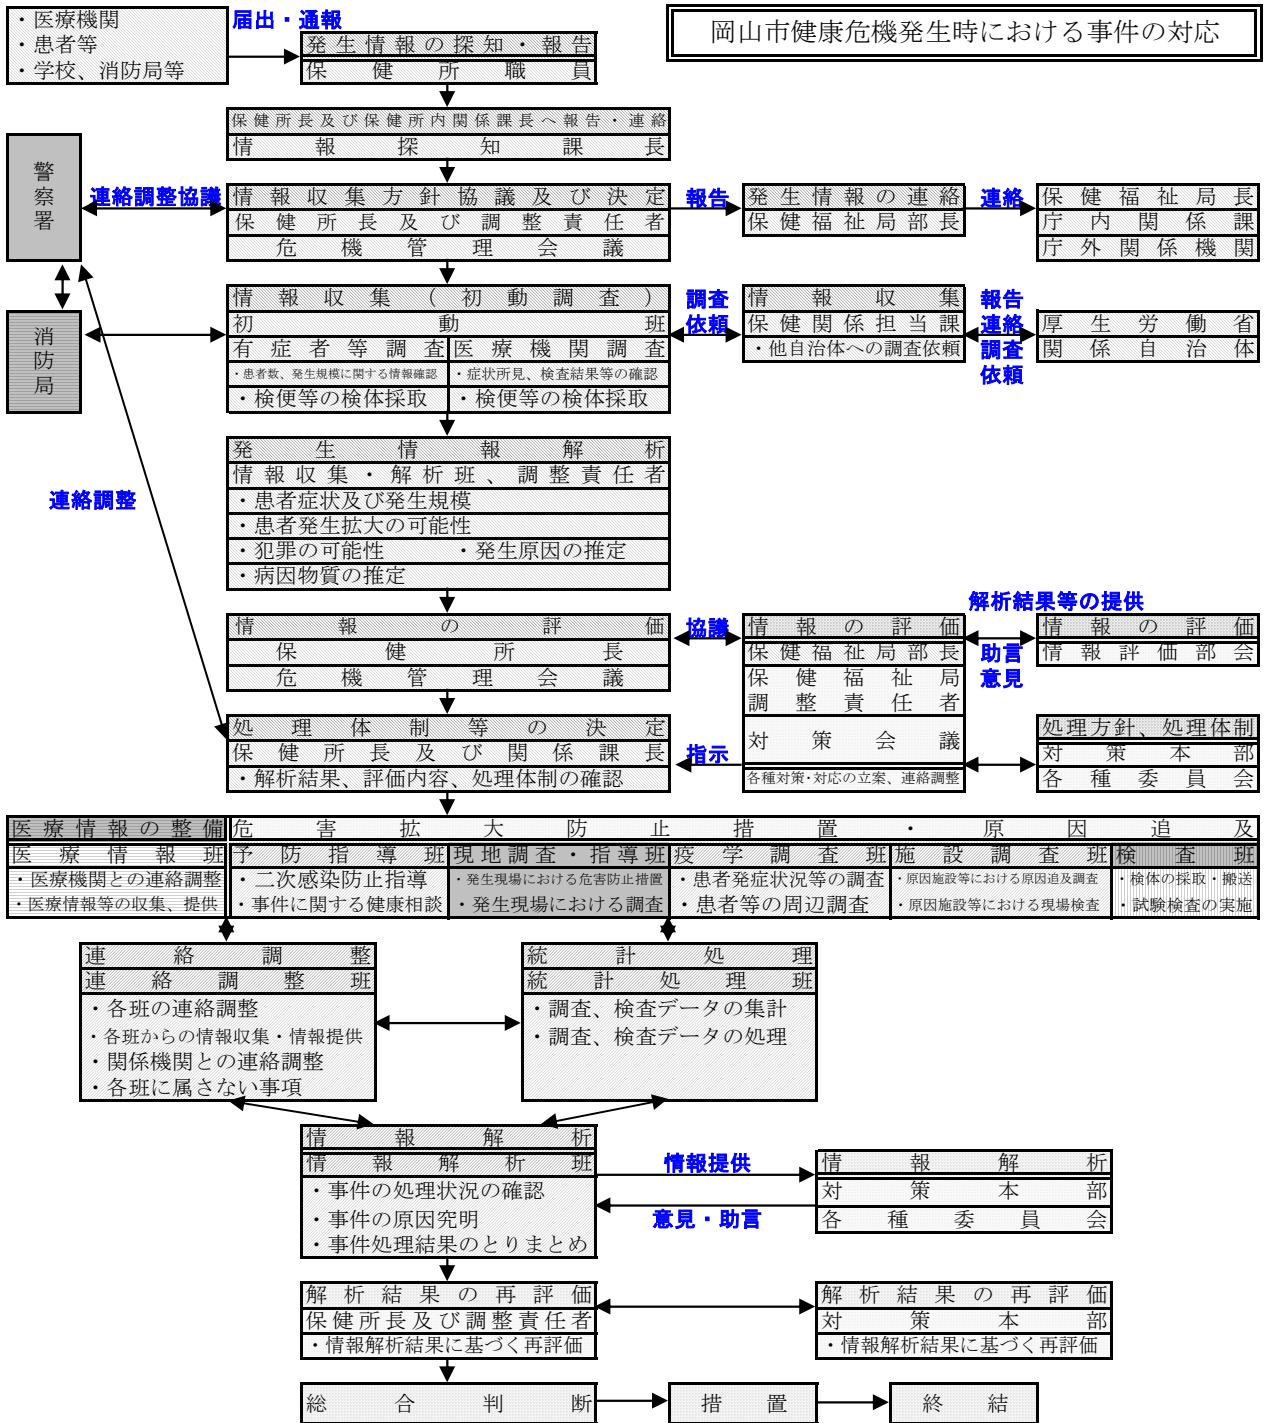 岡山市健康危機発生時における事件の対応
・医療機関
・患者等
・学校、消防局等
届出・通報
発生情報の探知・報告
保健所職員
保健所長及び保健所内関係課長へ報告・連絡
情報探知課長
警察署
連絡調整協議
情報収集方針協議及び決定
保健所長及び調整責任者
危機管理会議
報告
発生情報の連絡
保健福祉局部長
連絡
保健福祉局長
庁内関係課
庁外関係機関
消防局
情報収集（初動調査）
初動班
有症者等調査
医療機関調査
・患者数、発生規模に関する情報確認
・症状所見、検査結果等の確認
・検便等の検体採取
・検便等の検体採取
調査
依頼
情報収集
保健関係担当課
・他自治体への調査依頼
報告
連絡
調査
依頼
厚生労働省
関係自治体
連絡調整
発生情報解析
情報収集・解析班、調整責任者
・患者症状及び発生規模
・患者発生拡大の可能性
・犯罪の可能性
・発生原因の推定
・病因物質の推定
情報の評価
保健所長
危機管理会議
協議
情報の評価
保健福祉局部長
保健福祉局
調整責任者
対策会議
各種対策・対応の立案、連絡調整
解析結果等の提供
助言
意見
情報の評価
情報評価部会
処理体制等の決定
保健所長及び関係課長
・解析結果、評価内容、処理体制の確認
指示
処理方針、処理体制
対策本部
各種委員会
医療情報の整備
危害拡大防止措置・原因追及
医療情報班
予防指導班
現地調査・指導班
疫学調査班
施設調査班
検査班
・医療機関との連絡調整
・二次感染防止指導
・発生現場における危害防止措置
・患者発症状況等の調査
・原因施設等における原因追及調査
・検体の採取・搬送
・医療情報等の収集、提供
・事件に関する健康相談
・発生現場における調査
・患者等の周辺調査
・原因施設等における現場検査
・試験検査の実施
連絡調整
連絡調整班
・各班の連絡調整
・各班からの情報収集・情報提供
・関係機関との連絡調整
・各班に属さない事項
統計処理
統計処理班
・調査、検査データの集計
・調査、検査データの処理
情報解析
情報解析班
・事件の処理状況の確認
・事件の原因究明
・事件処理結果のとりまとめ
情報提供
意見・助言
情報解析
対策本部
各種委員会
解析結果の再評価
保健所長及び調整責任者
・情報解析結果に基づく再評価
解析結果の再評価
対策本部
・情報解析結果に基づく再評価
総合判断
措置
終結